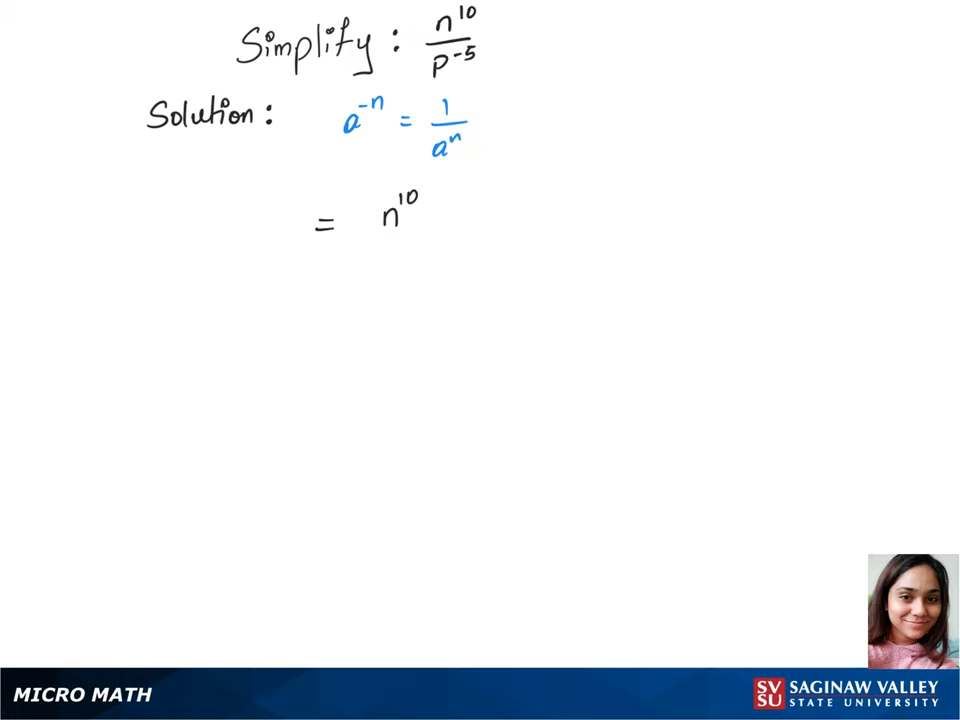 Simplify : n^10 / p^-5
Solution : a^-n = 1 / a^n
= n^10
MICRO MATH
SV SU SAGINAW VALLEY STATE UNIVERSITY